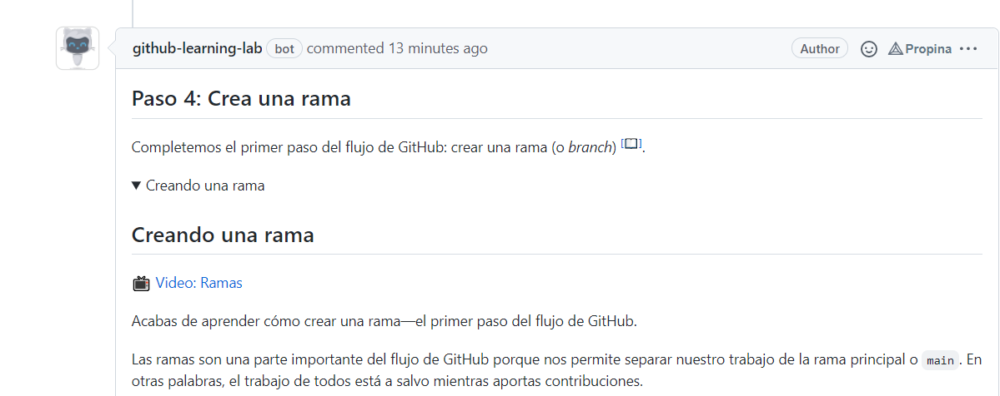 github-learning-lab bot commented 13 minutes ago Author Propina
Paso 4: Crea una rama
Completemos el primer paso del flujo de GitHub: crear una rama (o branch) [📖].
▼ Creando una rama
Creando una rama
📺 Video: Ramas
Acabas de aprender cómo crear una rama—el primer paso del flujo de GitHub.
Las ramas son una parte importante del flujo de GitHub porque nos permite separar nuestro trabajo de la rama principal o main. En
otras palabras, el trabajo de todos está a salvo mientras aportas contribuciones.